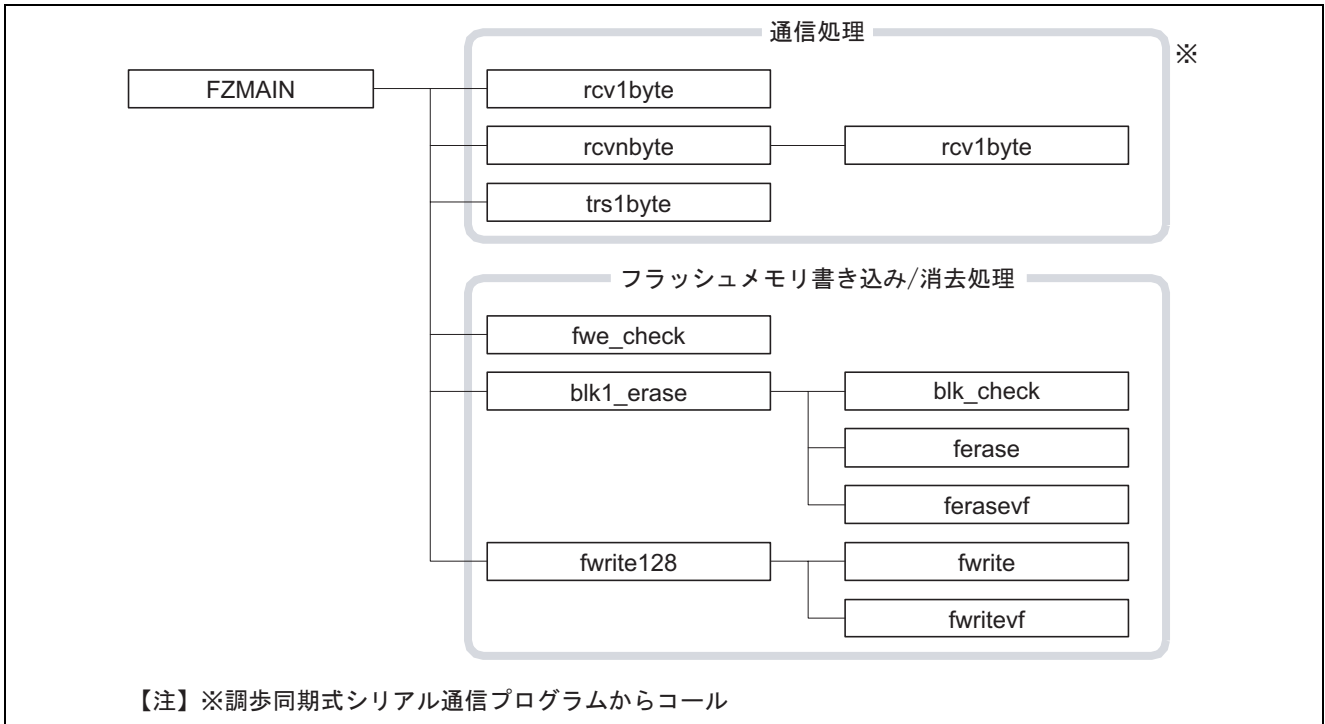 通信処理
※
FZMAIN
rcv1byte
rcvnbyte
rcv1byte
trs1byte
フラッシュメモリ書き込み/消去処理
fwe_check
blk1_erase
blk_check
ferase
ferasevf
fwrite128
fwrite
fwritevf
【注】※調歩同期式シリアル通信プログラムからコール